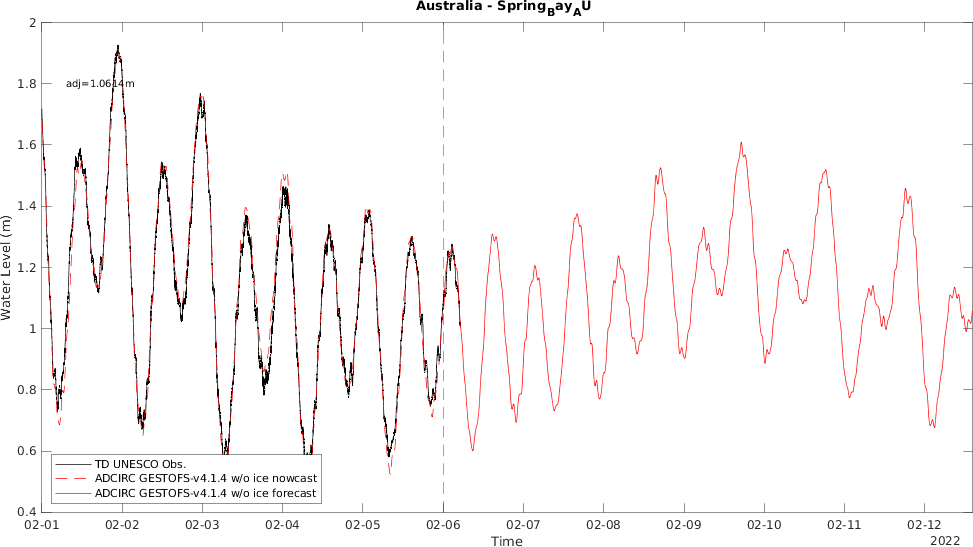 Australia - SpringBayAU
2
1.8
adj=1.0614m
1.6
1.4
1.2
1
0.8
0.6
0.4
Water Level (m)
TD UNESCO Obs.
ADCIRC GESTOFS-v4.1.4 w/o ice nowcast
ADCIRC GESTOFS-v4.1.4 w/o ice forecast
02-01 02-02 02-03 02-04 02-05 02-06 02-07 02-08 02-09 02-10 02-11 02-12
Time
2022